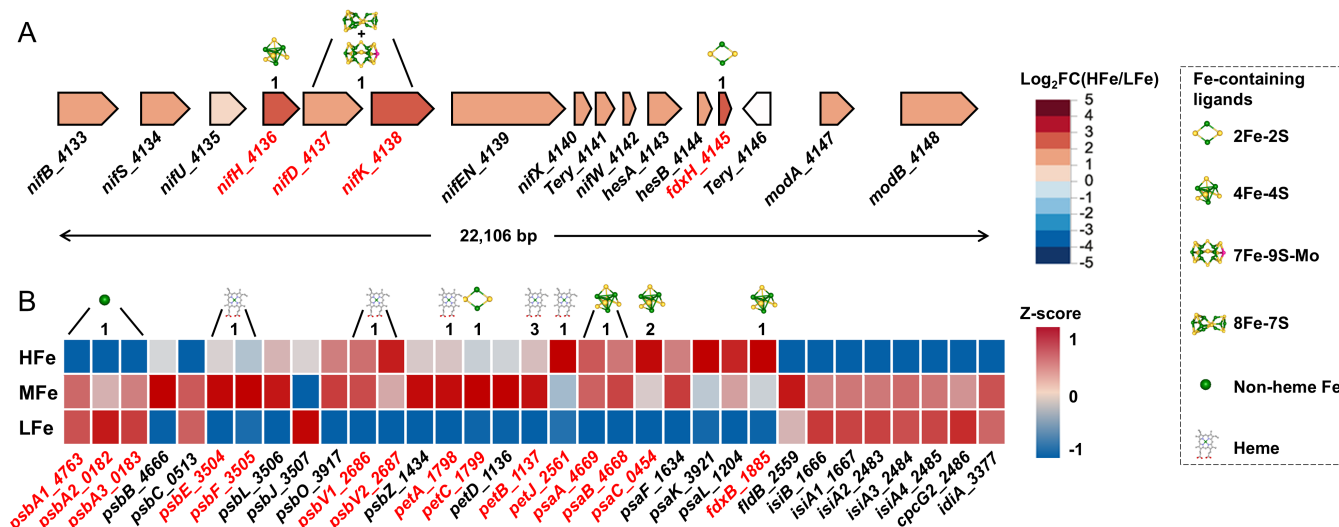 A
+
1
1
1
nifB_4133
nifS_4134
nifU_4135
nifH_4136
nifD_4137
nifK_4138
nifEN_4139
nifX_4140
Tery_4141
nifW_4142
hesA_4143
hesB_4144
fdxH_4145
Tery_4146
modA_4147
modB_4148
22,106 bp
Log2FC(HFe/LFe)
5
4
3
2
1
0
-1
-2
-3
-4
-5
Fe-containing
ligands
2Fe-2S
4Fe-4S
7Fe-9S-Mo
8Fe-7S
Non-heme Fe
Heme
B
1
1
1
1
1
3
1
1
2
1
HFe
MFe
LFe
psbA1_4763
psbA2_0182
psbA3_0183
psbB_4666
psbC_0513
psbE_3504
psbF_3505
psbL_3506
psbJ_3507
psbO_3917
psbV1_2686
psbV2_2687
psbZ_1434
petA_1798
petC_1799
petD_1136
petB_1137
petJ_2561
psaA_4669
psaB_4668
psaC_0454
psaF_1634
psaK_3921
psaL_1204
fdxB_1885
fldB_2559
isiB_1666
isiA1_1667
isiA2_2483
isiA3_2484
isiA4_2485
cpcG2_2486
idiA_3377
Z-score
1
0
-1